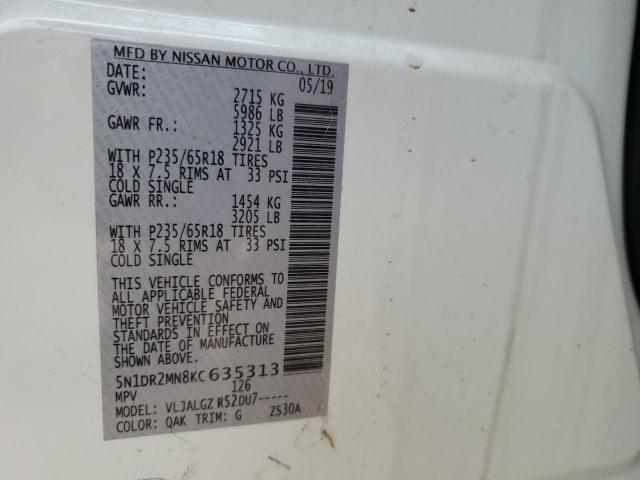 MFD BY NISSAN MOTOR CO., LTD.
DATE: 05/19
GVWR: 2715 KG
5986 LB
GAWR FR.: 1325 KG
2921 LB
WITH P235/65R18 TIRES
18 X 7.5 RIMS AT 33 PSI
COLD SINGLE
GAWR RR.: 1454 KG
3205 LB
WITH P235/65R18 TIRES
18 X 7.5 RIMS AT 33 PSI
COLD SINGLE
THIS VEHICLE CONFORMS TO
ALL APPLICABLE FEDERAL
MOTOR VEHICLE SAFETY AND
THEFT PREVENTION
STANDARDS IN EFFECT ON
THE DATE OF MANUFACTURE
SHOWN ABOVE.
5N1DR2MN8KC635313
MPV 126
MODEL: VLJALGZ R52DU7-----
COLOR: QAK TRIM: G ZS30A